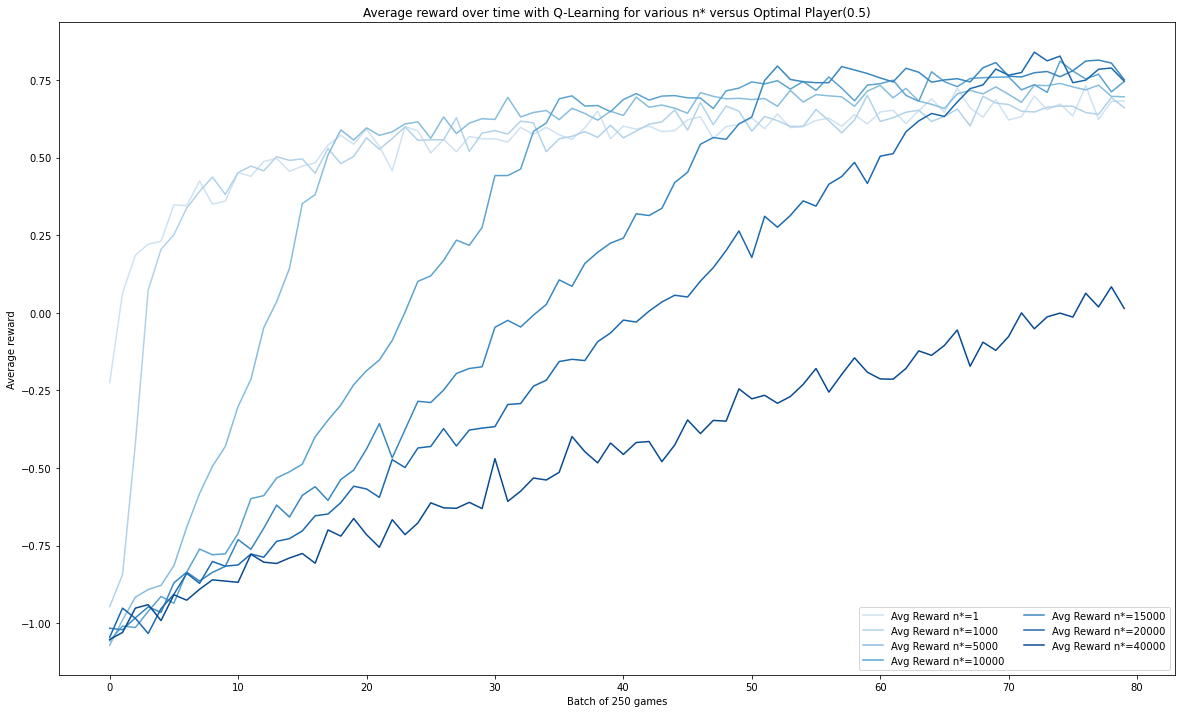 Average reward over time with Q-Learning for various n* versus Optimal Player(0.5)
Average reward
0.75
0.50
0.25
0.00
−0.25
−0.50
−0.75
−1.00
0 10 20 30 40 50 60 70 80
Batch of 250 games
Avg Reward n*=1
Avg Reward n*=1000
Avg Reward n*=5000
Avg Reward n*=10000
Avg Reward n*=15000
Avg Reward n*=20000
Avg Reward n*=40000